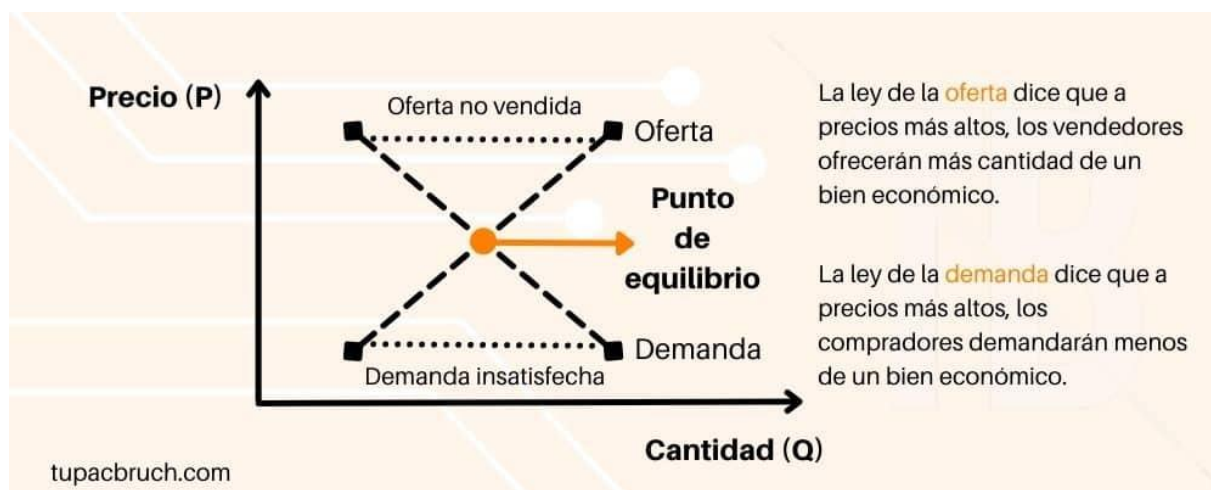 Precio (P)
Oferta no vendida
Oferta
Punto
de
equilibrio
Demanda
Demanda insatisfecha
Cantidad (Q)
La ley de la oferta dice que a
precios más altos, los vendedores
ofrecerán más cantidad de un
bien económico.
La ley de la demanda dice que a
precios más altos, los
compradores demandarán menos
de un bien económico.
tupacbruch.com